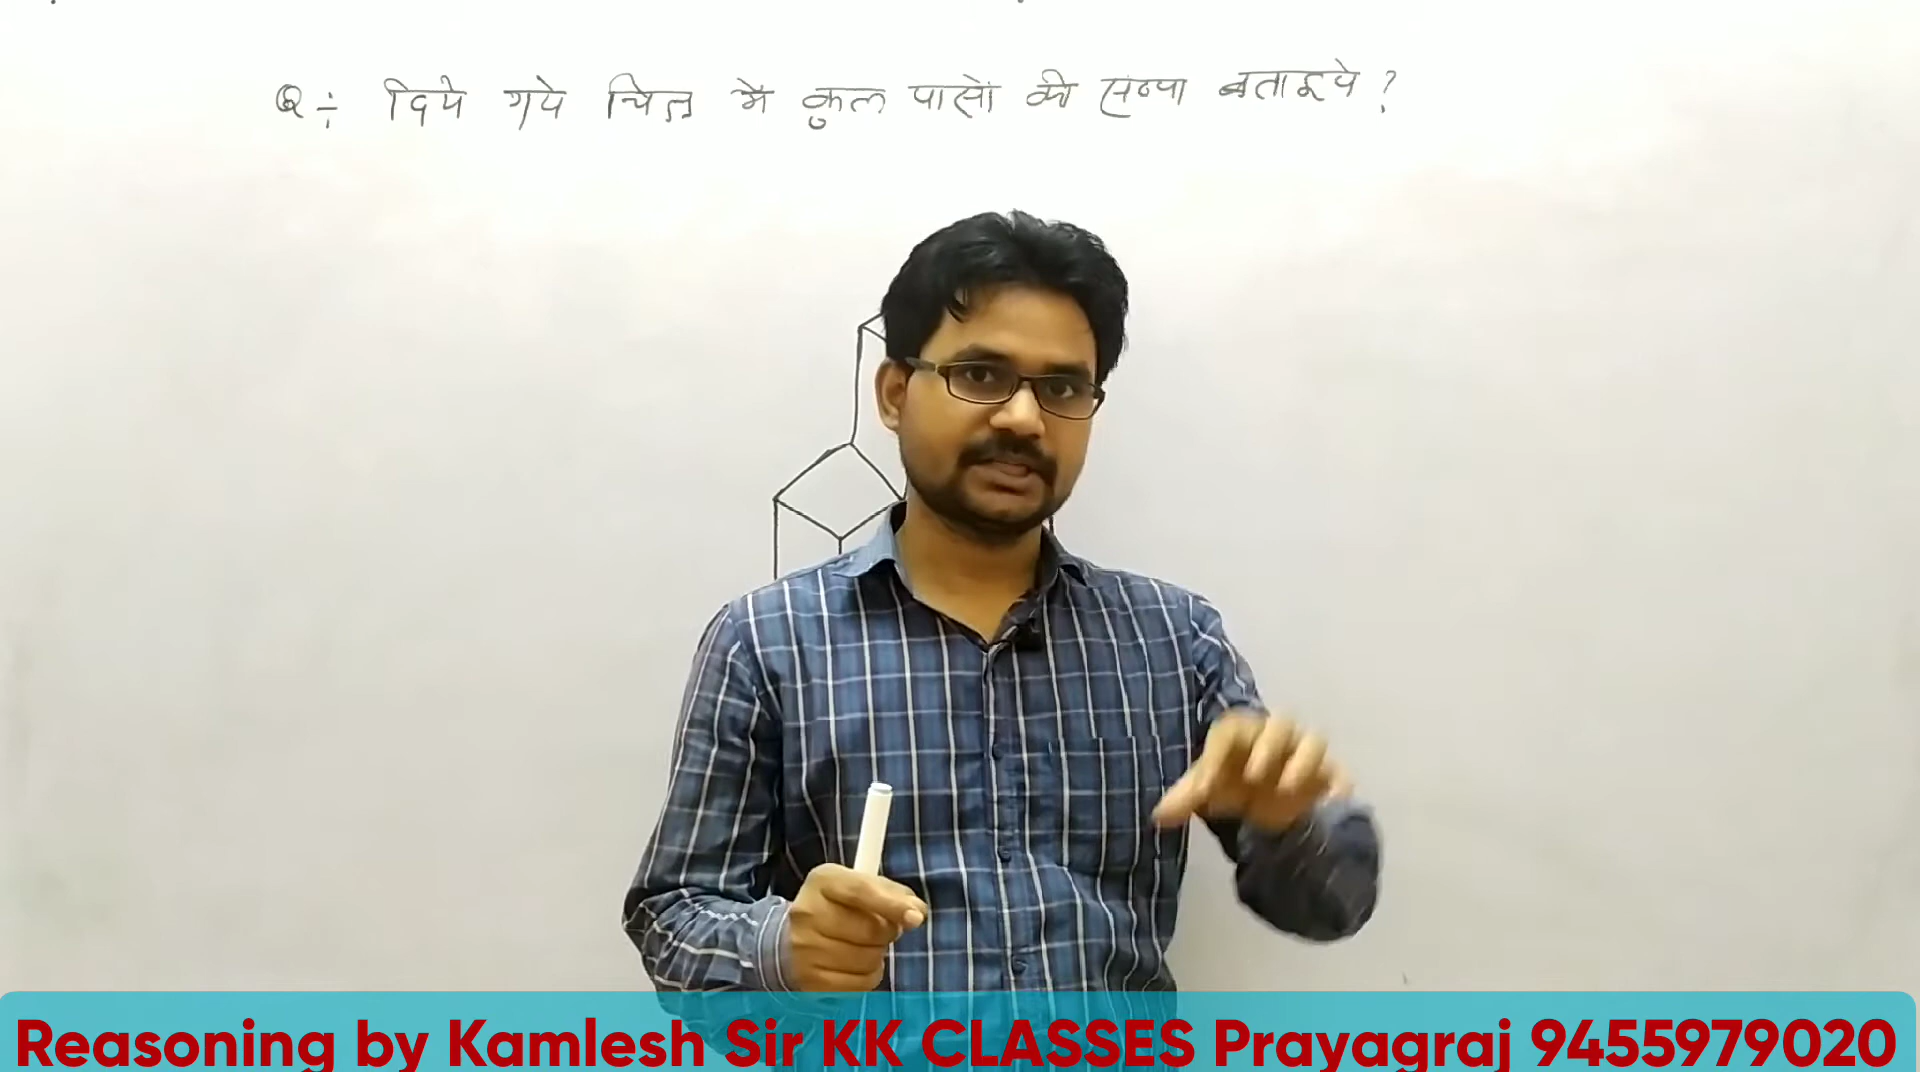 Q÷ दिये गये चित्र में कुल पासों की संख्या बताइये ?
Reasoning by Kamlesh Sir KK CLASSES Prayagraj 9455979020